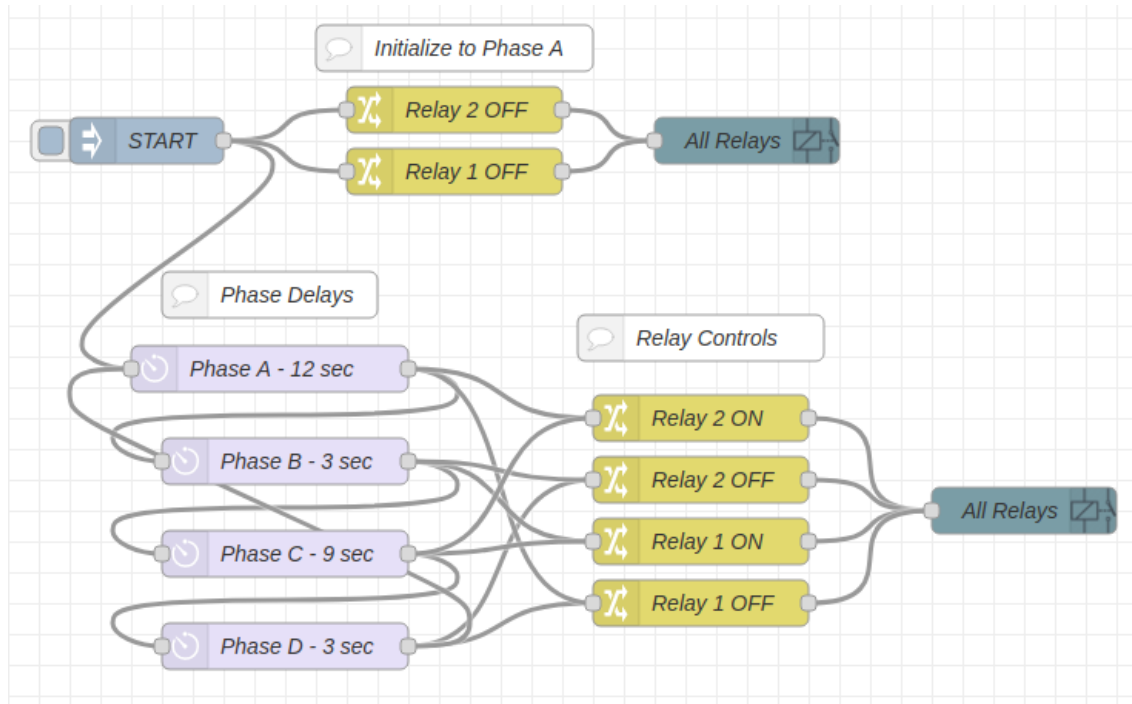 Initialize to Phase A
Relay 2 OFF
START
All Relays
Relay 1 OFF
Phase Delays
Relay Controls
Phase A - 12 sec
Relay 2 ON
Phase B - 3 sec
Relay 2 OFF
All Relays
Relay 1 ON
Phase C - 9 sec
Relay 1 OFF
Phase D - 3 sec